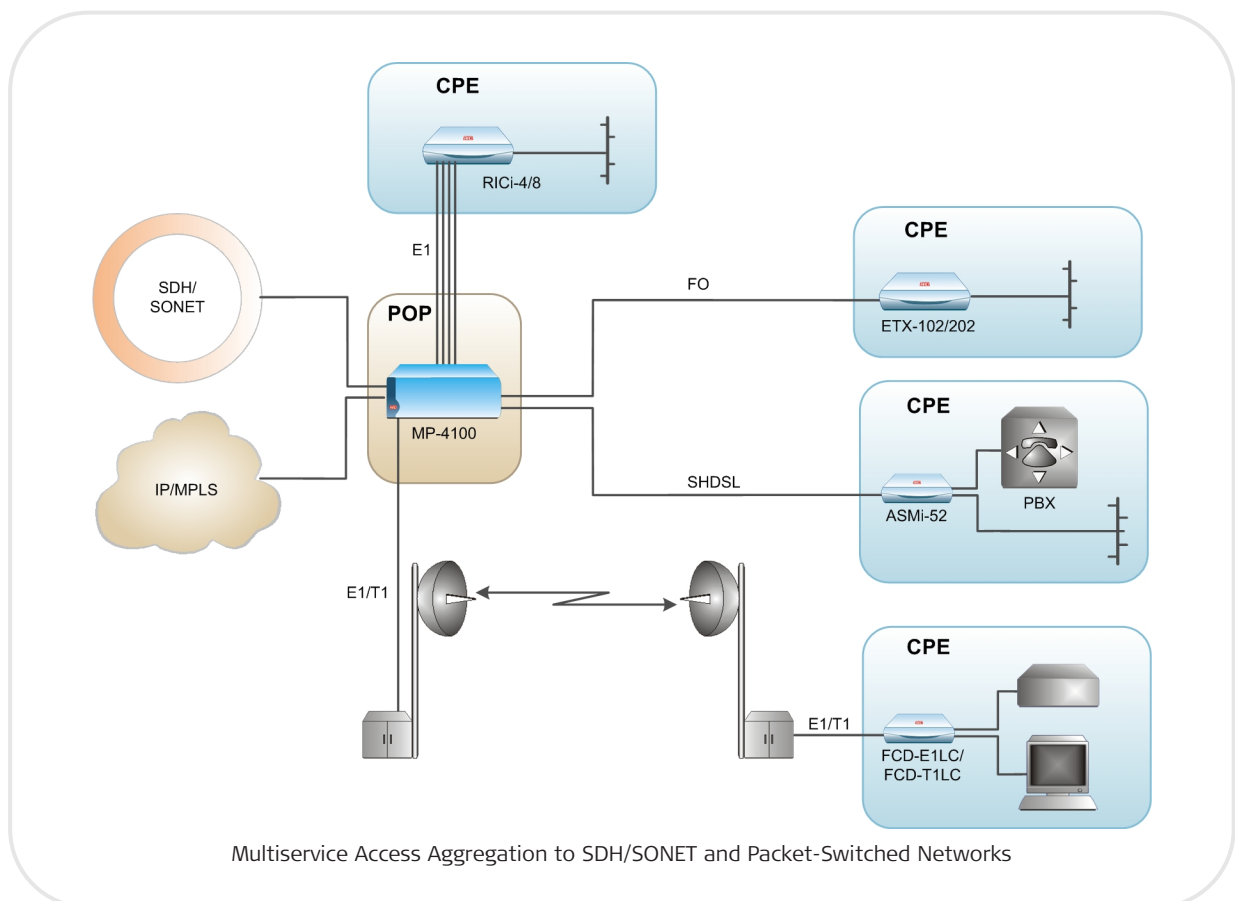 CPE
RICi-4/8
E1
SDH/
SONET
POP
FO
CPE
ETX-102/202
MP-4100
CPE
IP/MPLS
SHDSL
ASMi-52
PBX
E1/T1
CPE
E1/T1
FCD-E1LC/
FCD-T1LC
Multiservice Access Aggregation to SDH/SONET and Packet-Switched Networks